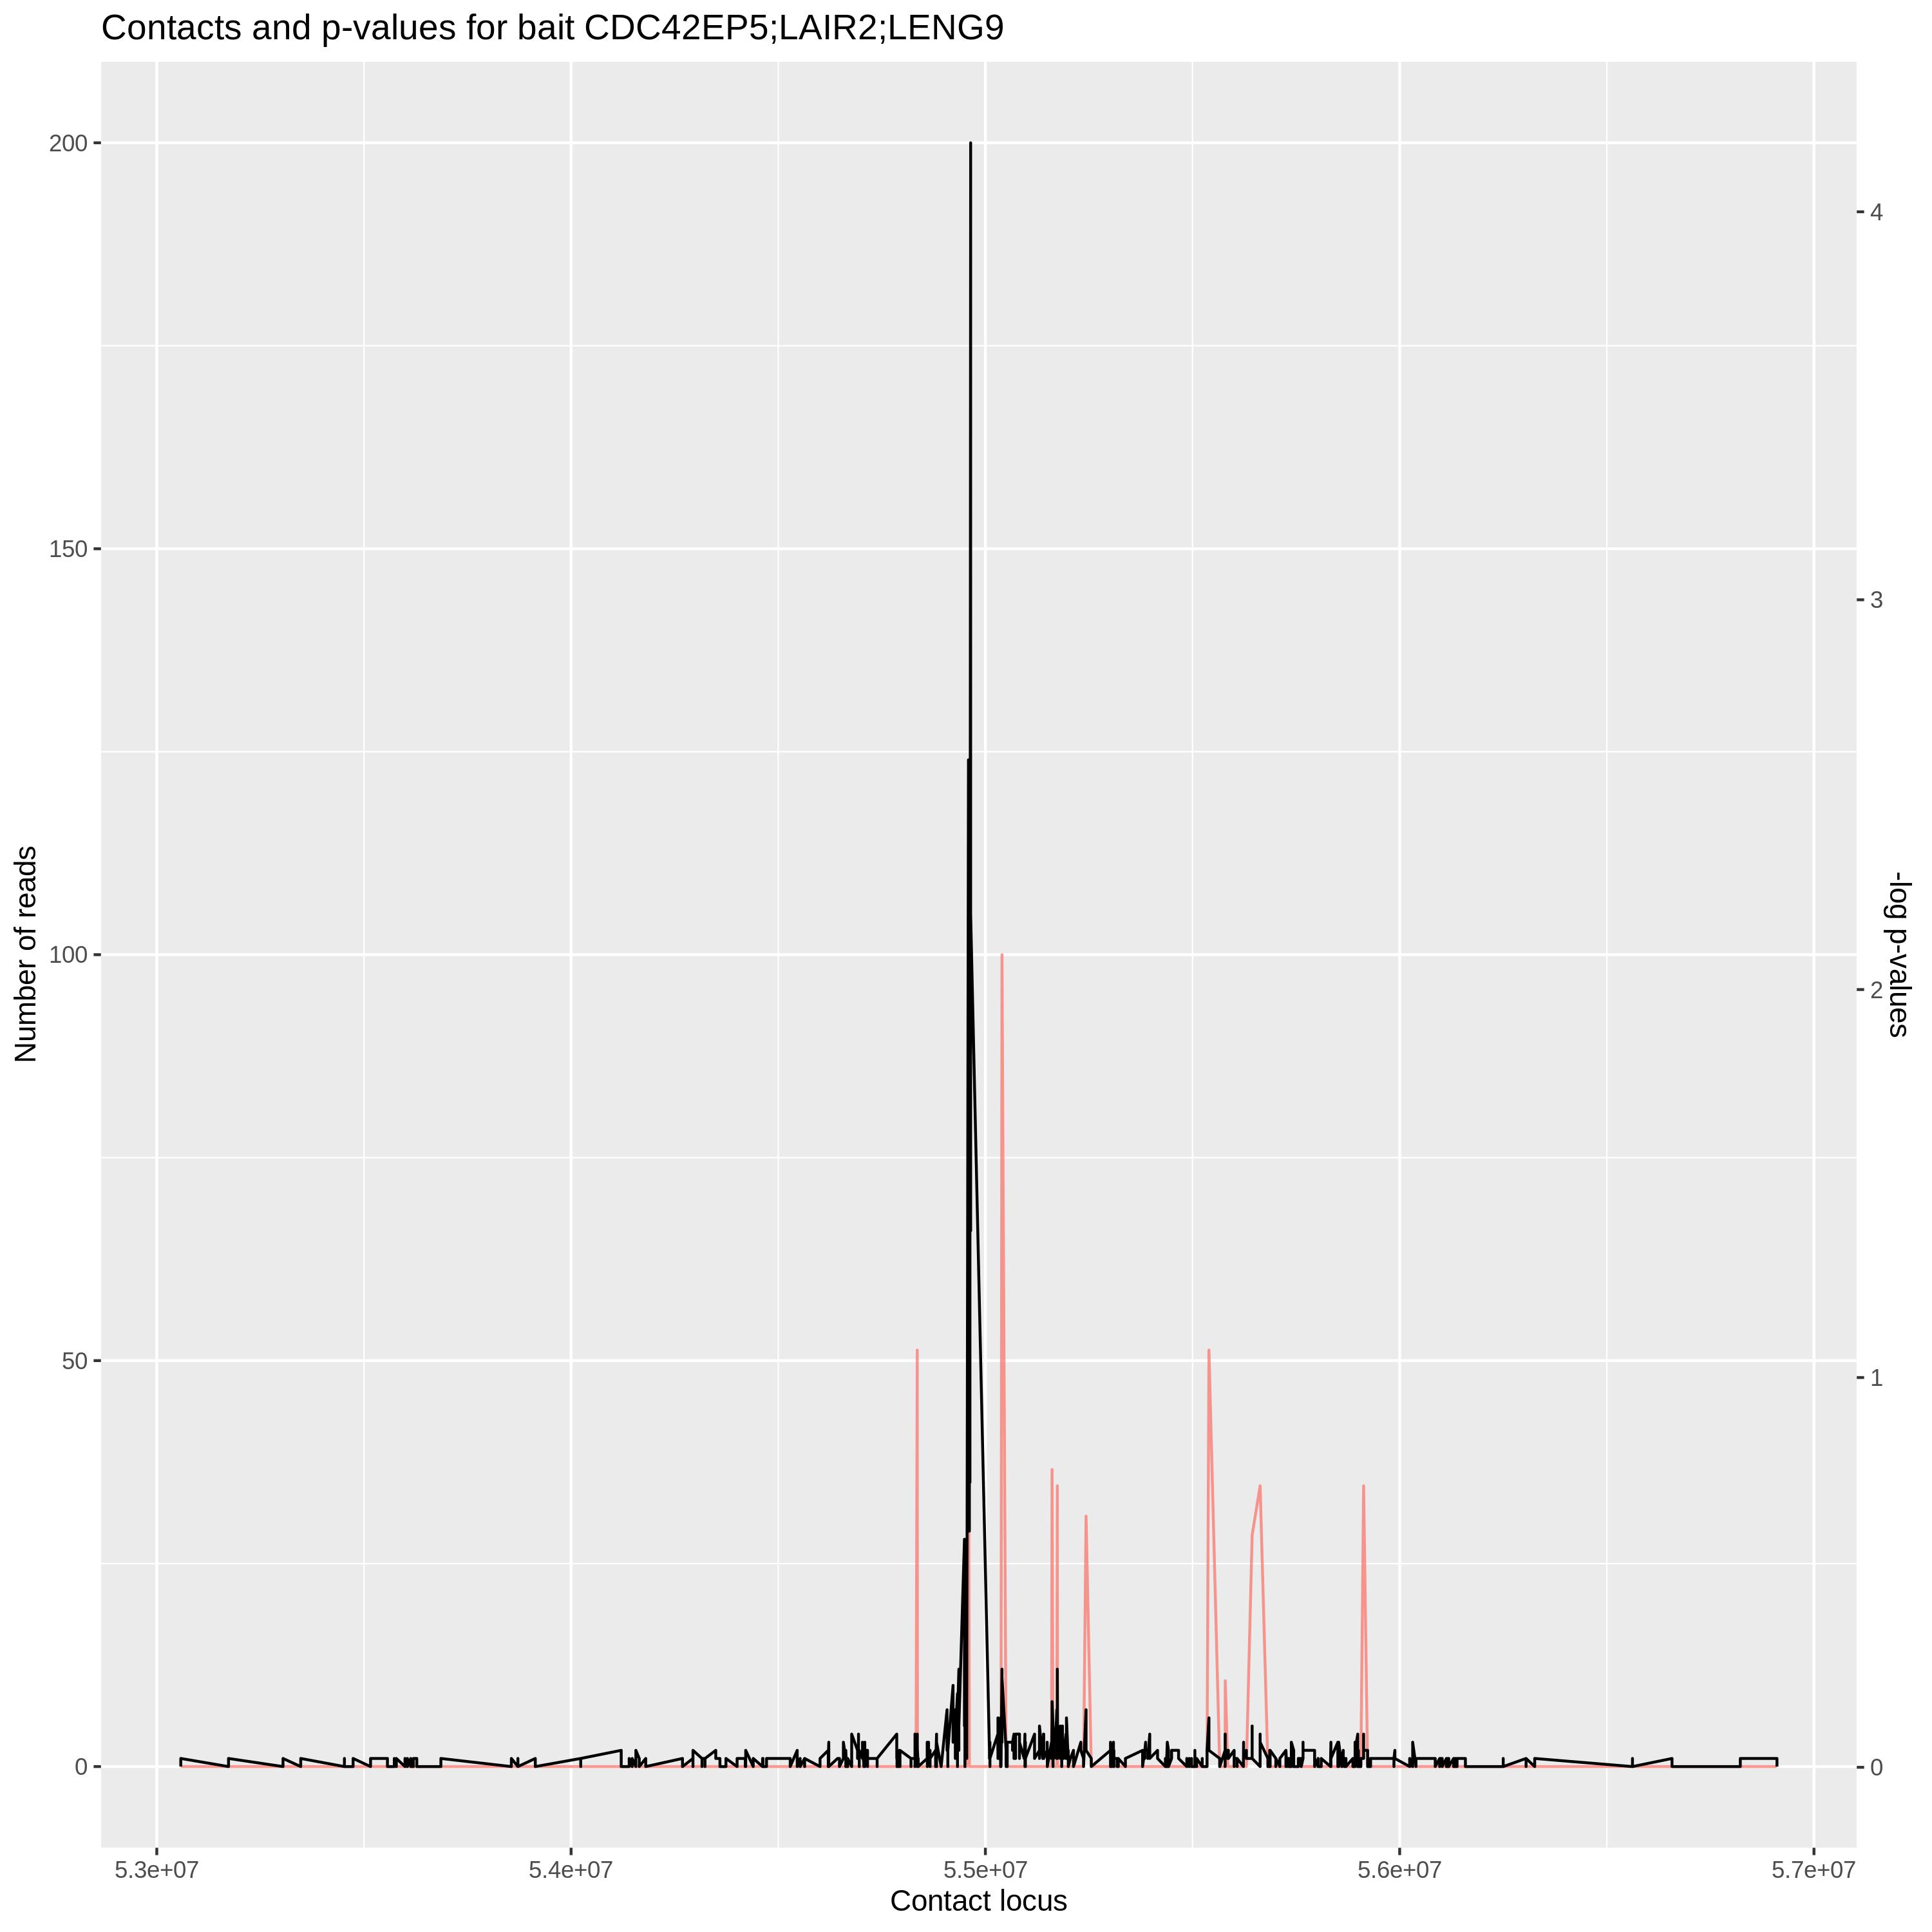 Contacts and p-values for bait CDC42EP5;LAIR2;LENG9
200
150
100
50
0
Number of reads
4
3
2
1
0
-log p-values
5.3e+07 5.4e+07 5.5e+07 5.6e+07 5.7e+07
Contact locus